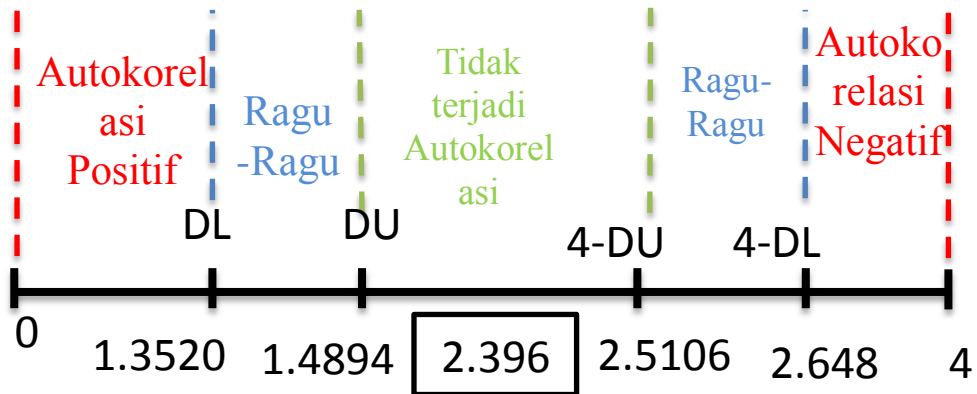 Autokorel
asi
Positif
Ragu
-Ragu
Tidak
terjadi
Autokorel
asi
Ragu-
Ragu
Autoko
relasi
Negatif
DL
DU
4-DU
4-DL
0
1.3520
1.4894
2.396
2.5106
2.648
4